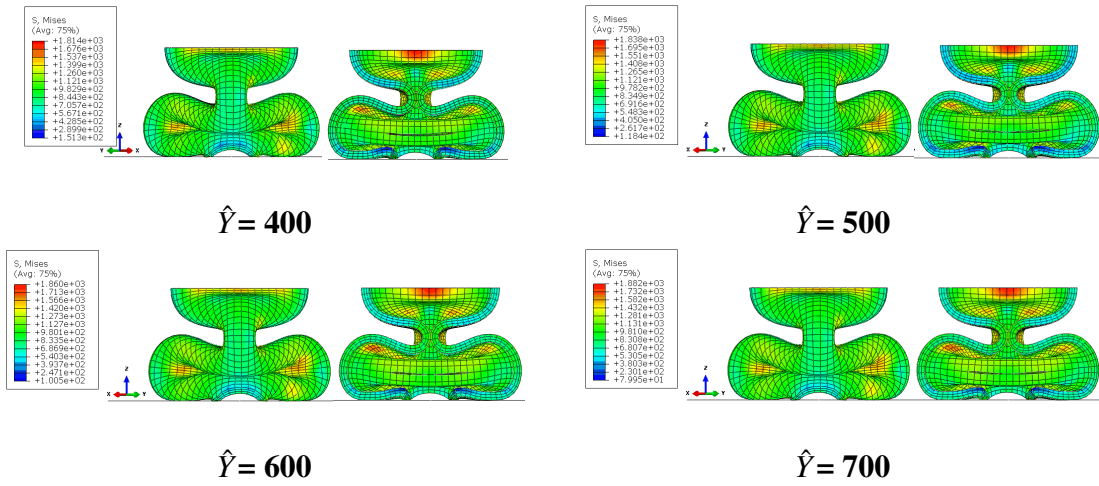 S, Mises
(Avg: 75%)
+1.814e+03
+1.676e+03
+1.537e+03
+1.399e+03
+1.260e+03
+1.121e+03
+9.829e+02
+8.443e+02
+7.057e+02
+5.671e+02
+4.285e+02
+2.899e+02
+1.513e+02
Z
Y X
Ŷ = 400
S, Mises
(Avg: 75%)
+1.838e+03
+1.695e+03
+1.551e+03
+1.408e+03
+1.265e+03
+1.121e+03
+9.782e+02
+8.349e+02
+6.916e+02
+5.483e+02
+4.050e+02
+2.617e+02
+1.184e+02
Z
X Y
Ŷ = 500
S, Mises
(Avg: 75%)
+1.860e+03
+1.713e+03
+1.566e+03
+1.420e+03
+1.273e+03
+1.127e+03
+9.801e+02
+8.335e+02
+6.869e+02
+5.403e+02
+3.937e+02
+2.471e+02
+1.005e+02
Z
X Y
Ŷ = 600
S, Mises
(Avg: 75%)
+1.882e+03
+1.732e+03
+1.582e+03
+1.432e+03
+1.281e+03
+1.131e+03
+9.810e+02
+8.308e+02
+6.807e+02
+5.305e+02
+3.803e+02
+2.301e+02
+7.995e+01
Z
X Y
Ŷ = 700